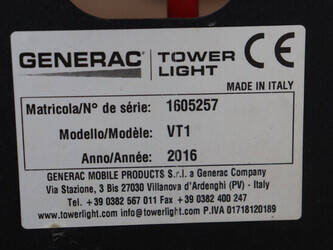 GENERAC TOWER LIGHT CE
MADE IN ITALY
Matricola/N° de série: 1605257
Modello/Modèle: VT1
Anno/Année: 2016
GENERAC MOBILE PRODUCTS S.r.l. a Generac Company
Via Stazione, 3 Bis 27030 Villanova d'Ardenghi (PV) - Italy
Tel. +39 0382 567 011 Fax +39 0382 400 247
www.towerlight.com info@towerlight.com P.IVA 01718120189